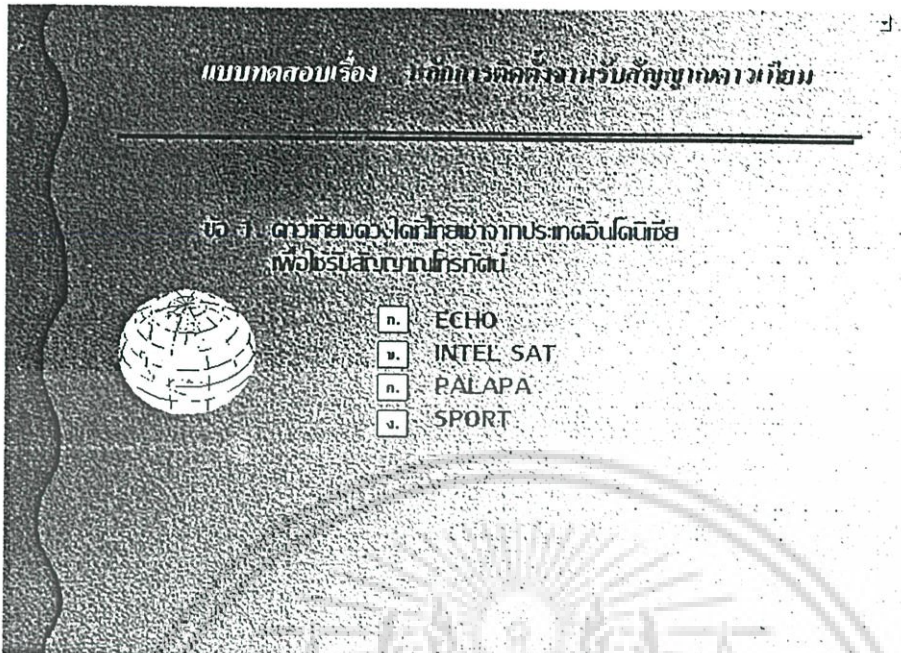 แบบทดสอบเรื่อง หลักการติดตั้งจานรับสัญญาณดาวเทียม
ข้อ 1 ดาวเทียมดวงใดที่ไทยเช่าจากประเทศอินโดนิเซีย
เพื่อใช้รับสัญญาณโทรทัศน์
ก. ECHO
ข. INTEL SAT
ค. PALAPA
ง. SPORT